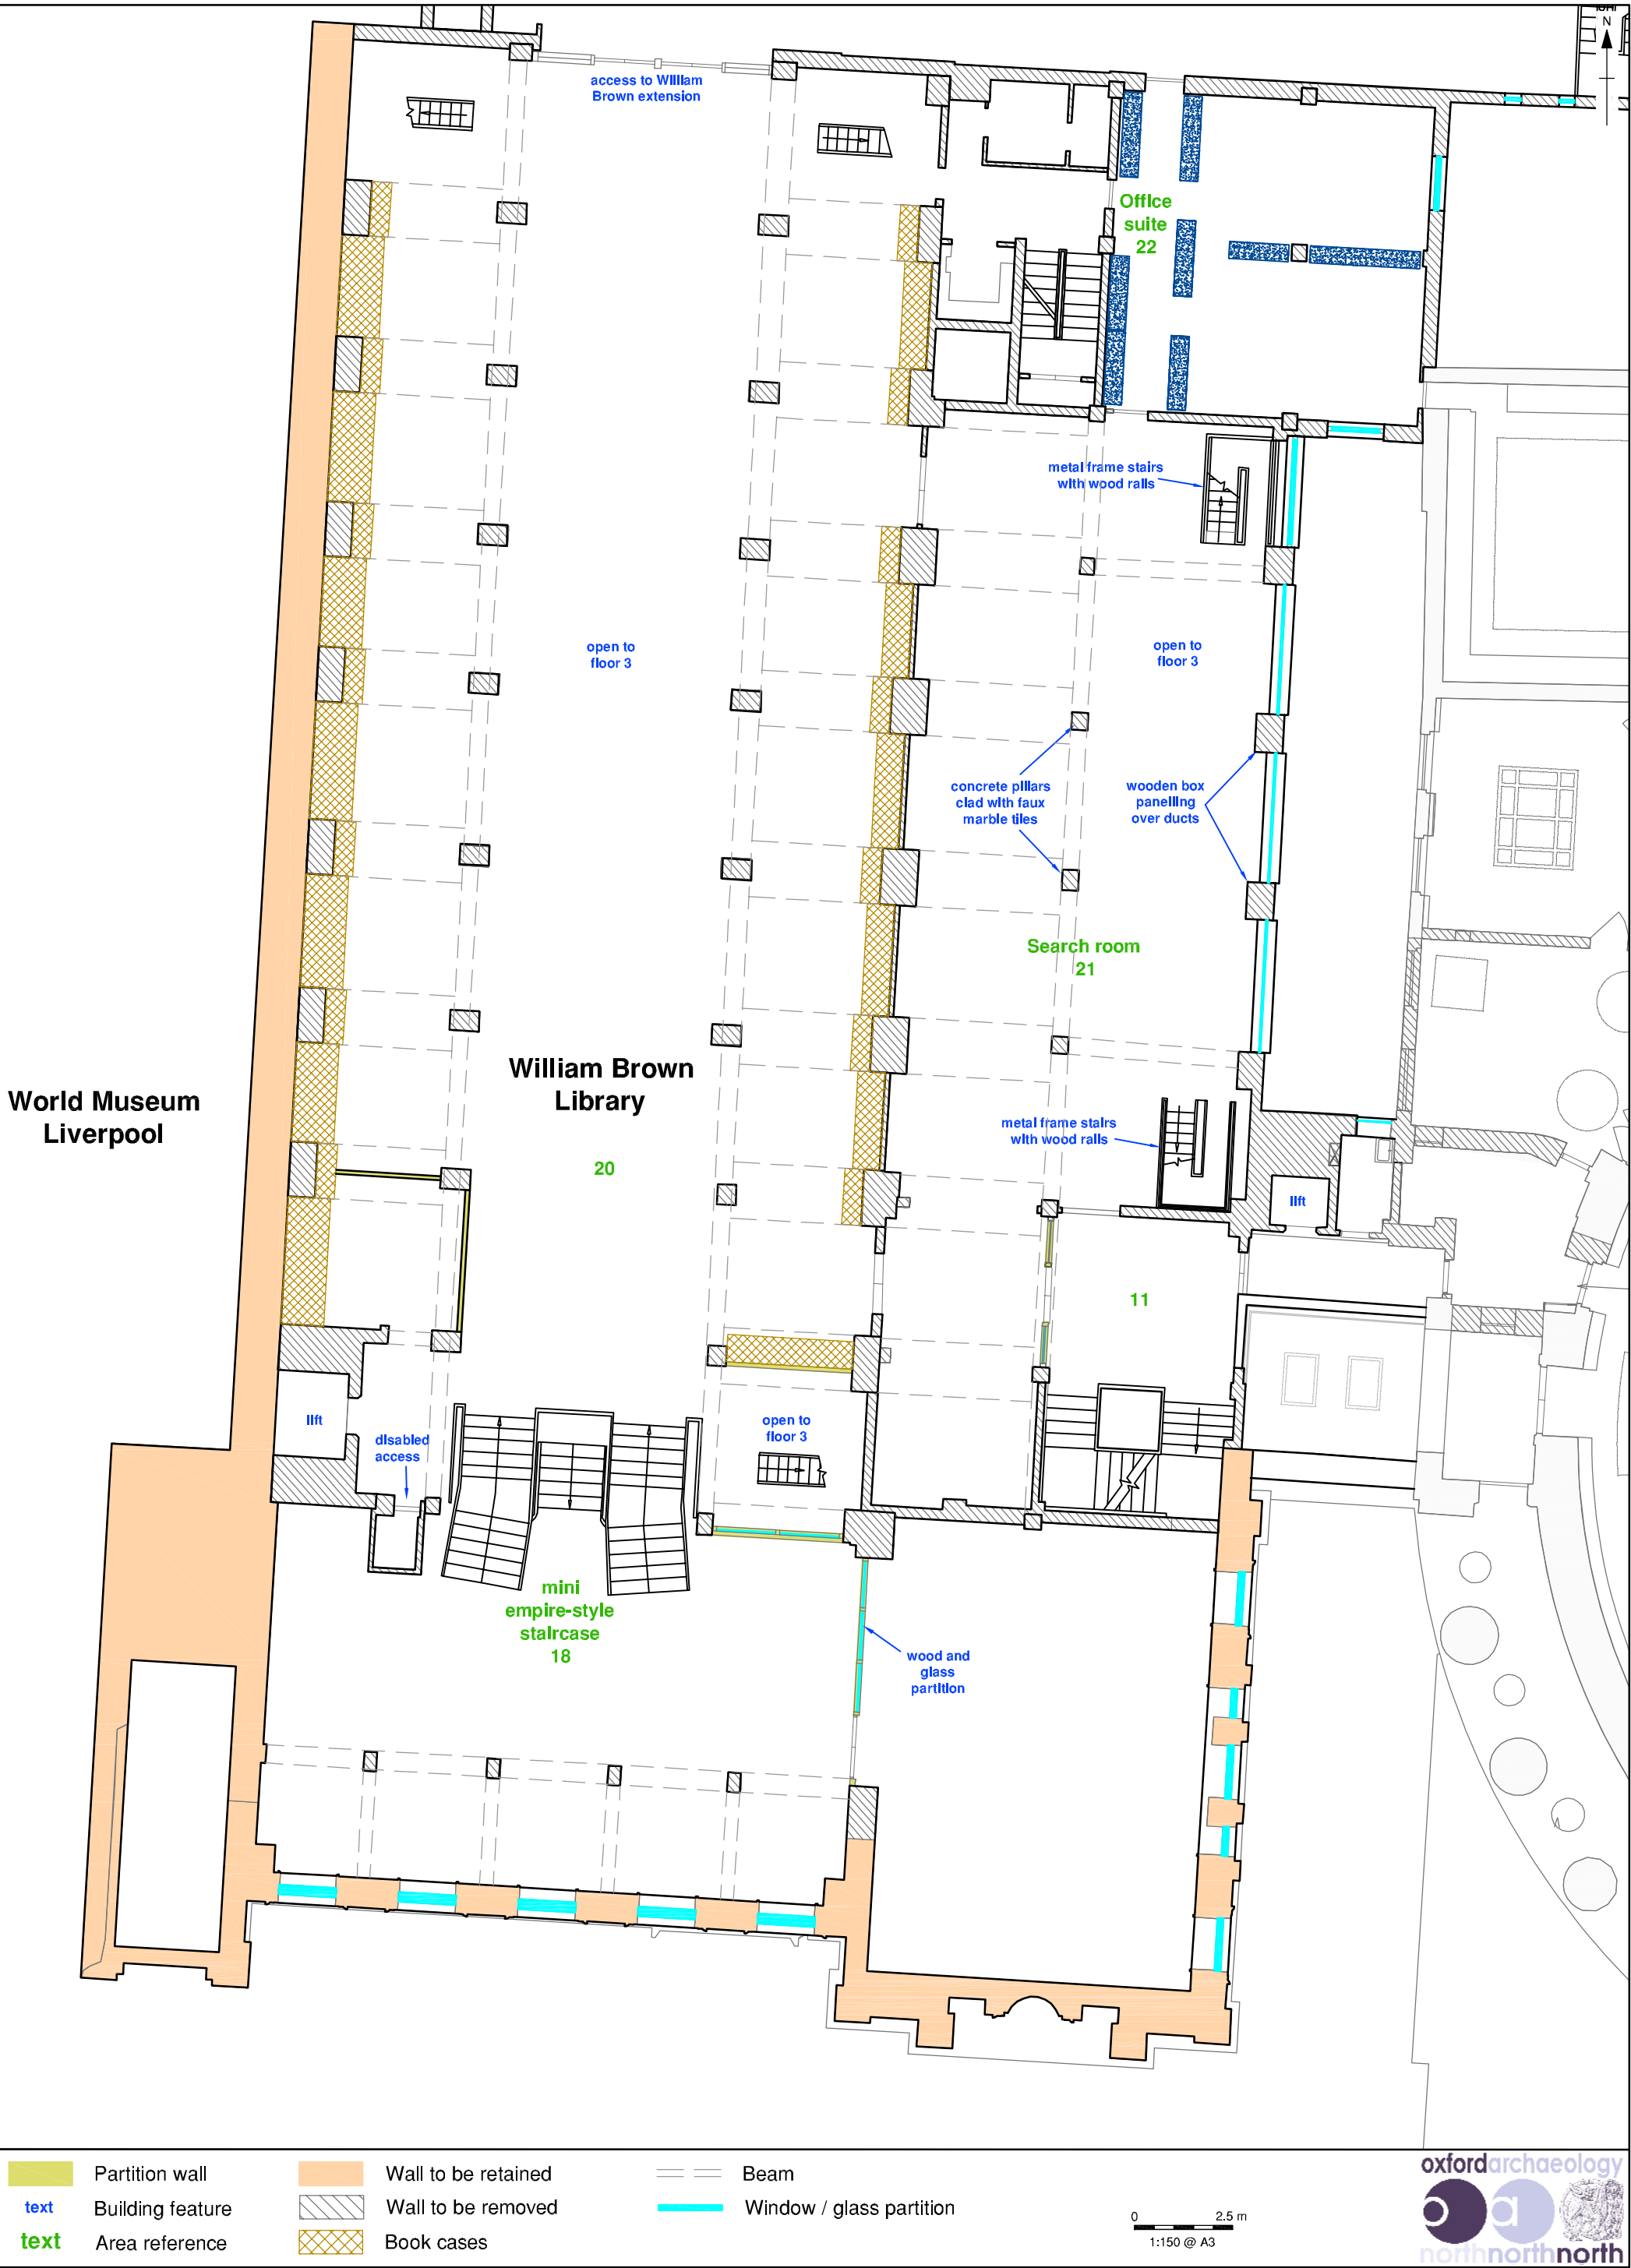 N
access to William
Brown extension
Office
suite
22
metal frame stairs
with wood rails
open to
floor 3
open to
floor 3
concrete pillars
clad with faux
marble tiles
wooden box
panelling
over ducts
Search room
21
William Brown
Library
20
World Museum
Liverpool
metal frame stairs
with wood rails
lift
11
lift
disabled
access
open to
floor 3
mini
empire-style
staircase
18
wood and
glass
partition
Partition wall
text Building feature
text Area reference
Wall to be retained
Wall to be removed
Book cases
Beam
Window / glass partition
0 2.5 m
1:150 @ A3
oxfordarchaeology
o a
northnorthnorth